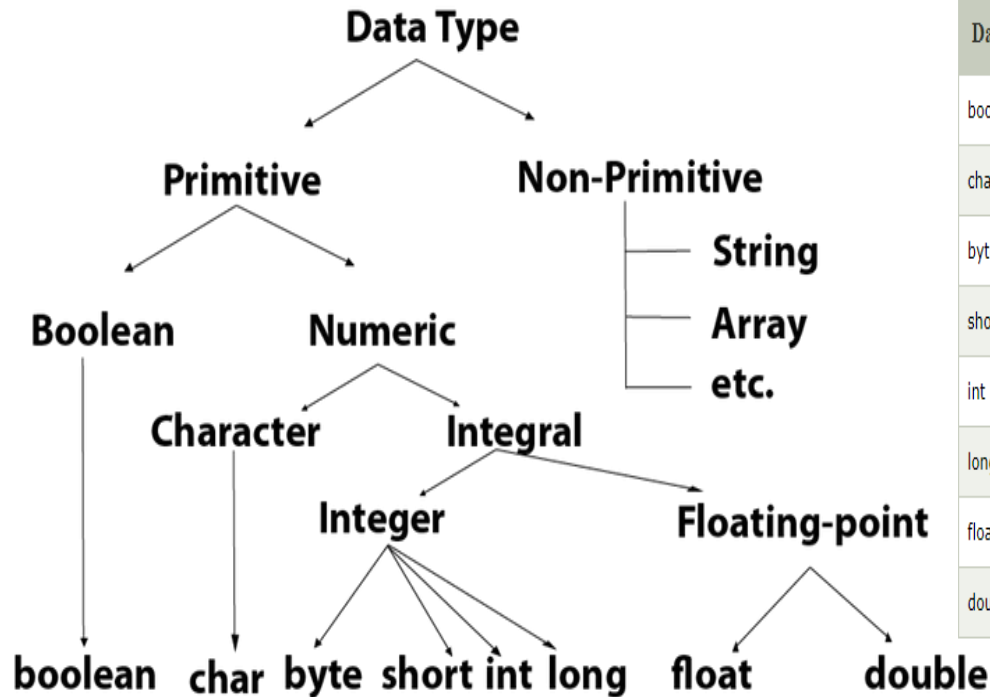 Data Type
Primitive
Non-Primitive
String
Array
etc.
Boolean
Numeric
Character
Integral
Integer
Floating-point
boolean
char
byte
short
int
long
float
double
int